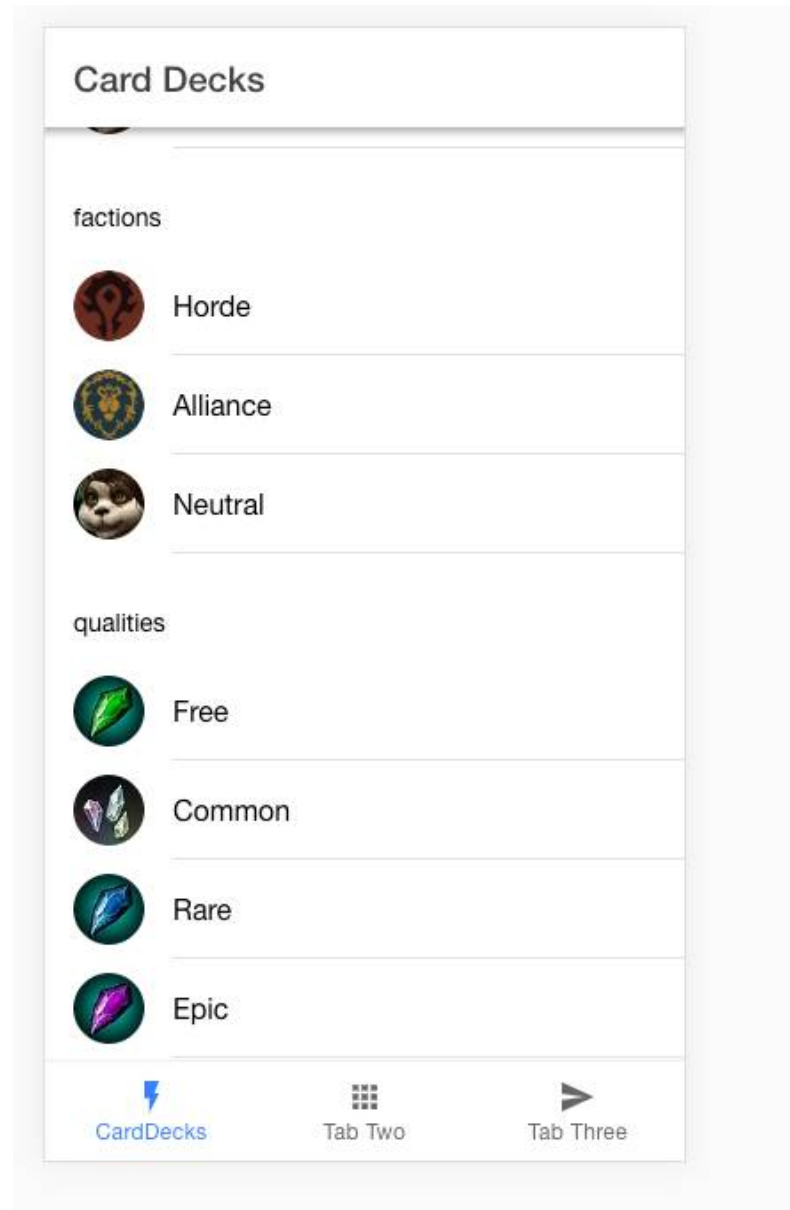 Card Decks
factions
Horde
Alliance
Neutral
qualities
Free
Common
Rare
Epic
CardDecks
Tab Two
Tab Three